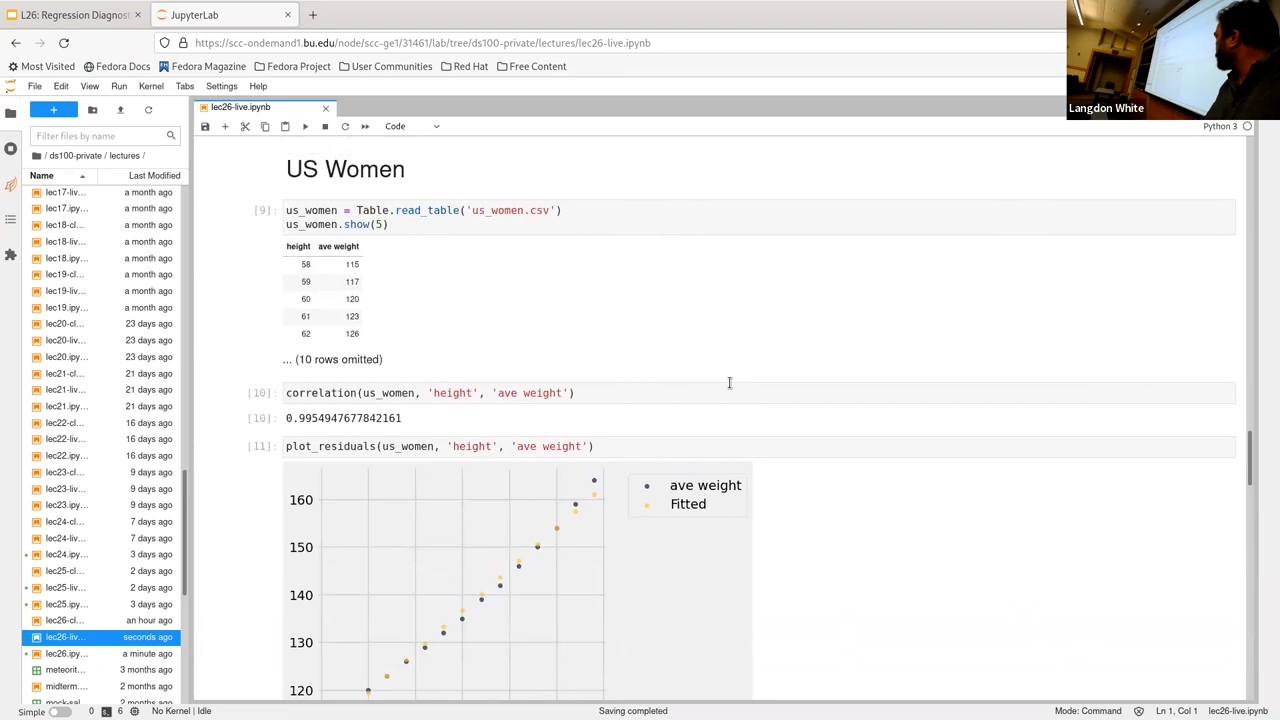 L26: Regression Diagnost
JupyterLab
https://scc-ondemand1.bu.edu/node/scc-ge1/31461/lab/tree/ds100-private/lectures/lec26-live.ipynb
Most Visited
Fedora Docs
Fedora Magazine
Fedora Project
User Communities
Red Hat
Free Content
Langdon White
File Edit View Run Kernel Tabs Settings Help
lec26-live.ipynb
Code
Python 3
Filter files by name
/ ds100-private / lectures /
Name Last Modified
lec17-liv... a month ago
lec17.ipy... a month ago
lec18-cl... a month ago
lec18-liv... a month ago
lec18.ipy... a month ago
lec19-cl... a month ago
lec19-liv... a month ago
lec19.ipy... a month ago
lec20-cl... 23 days ago
lec20-liv... 23 days ago
lec20.ipy... 23 days ago
lec21-cl... 21 days ago
lec21-liv... 21 days ago
lec21.ipy... 21 days ago
lec22-cl... 16 days ago
lec22-liv... 16 days ago
lec22.ipy... 16 days ago
lec23-cl... 9 days ago
lec23-liv... 9 days ago
lec23.ipy... 9 days ago
lec24-cl... 7 days ago
lec24-liv... 7 days ago
lec24.ipy... 3 days ago
lec25-cl... 2 days ago
lec25-liv... 2 days ago
lec25.ipy... 3 days ago
lec26-cl... an hour ago
lec26-liv... seconds ago
lec26.ipy... a minute ago
meteorit... 3 months ago
midterm.... 2 months ago
mock-sal... 2 months ago
US Women
[9]: us_women = Table.read_table('us_women.csv')
us_women.show(5)
height ave weight
58 115
59 117
60 120
61 123
62 126
... (10 rows omitted)
[10]: correlation(us_women, 'height', 'ave weight')
[10]: 0.9954947677842161
[11]: plot_residuals(us_women, 'height', 'ave weight')
ave weight
Fitted
160
150
140
130
120
Simple 0 6 No Kernel | Idle
Saving completed
Mode: Command Ln 1, Col 1 lec26-live.ipynb